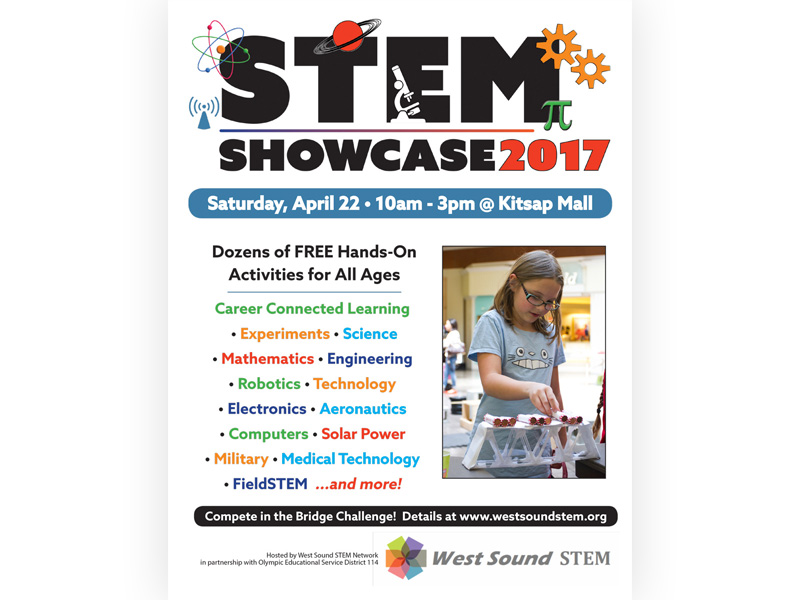 STEM
π
SHOWCASE 2017
Saturday, April 22 • 10am - 3pm @ Kitsap Mall
Dozens of FREE Hands-On
Activities for All Ages
Career Connected Learning
• Experiments • Science
• Mathematics • Engineering
• Robotics • Technology
• Electronics • Aeronautics
• Computers • Solar Power
• Military • Medical Technology
• FieldSTEM ...and more!
Compete in the Bridge Challenge! Details at www.westsoundstem.org
Hosted by West Sound STEM Network
in partnership with Olympic Educational Service District 114
West Sound STEM